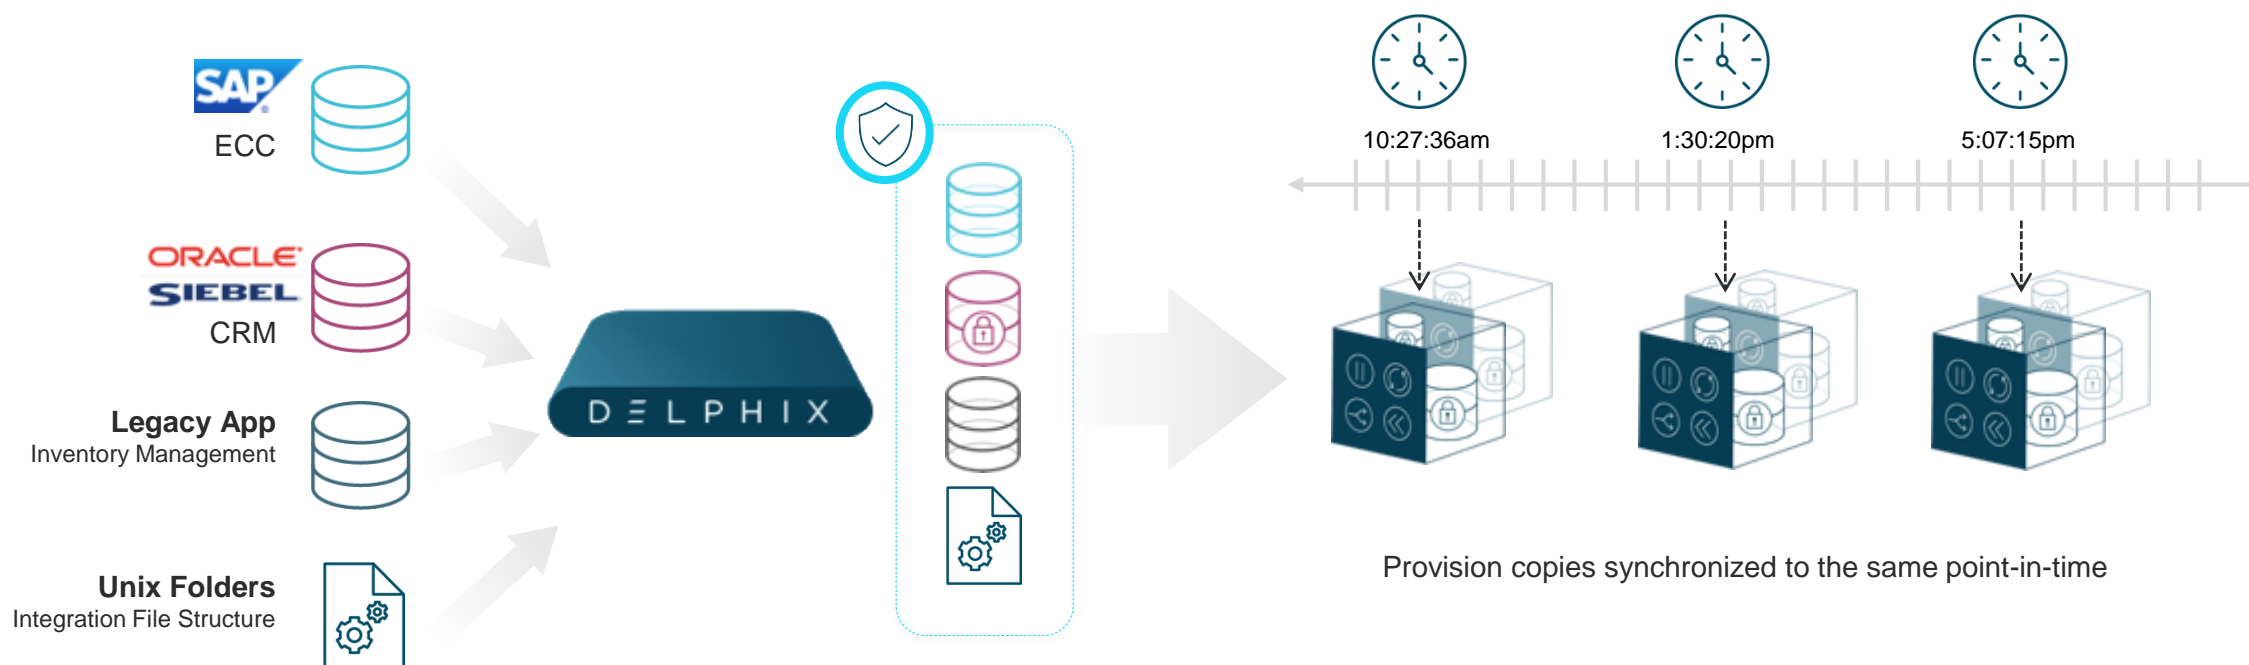 SAP
ECC
ORACLE
SIEBEL
CRM
Legacy App
Inventory Management
Unix Folders
Integration File Structure
DELPHIX
10:27:36am
1:30:20pm
5:07:15pm
Provision copies synchronized to the same point-in-time